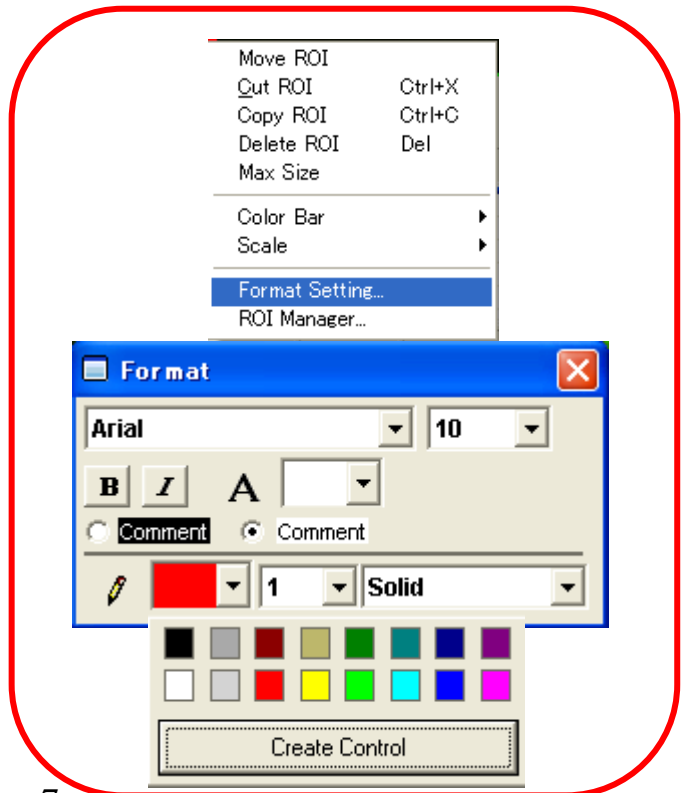 Move ROI
Cut ROI Ctrl+X
Copy ROI Ctrl+C
Delete ROI Del
Max Size
Color Bar
Scale
Format Setting...
ROI Manager...
Format
Arial 10
B I A
Comment Comment
1 Solid
Create Control